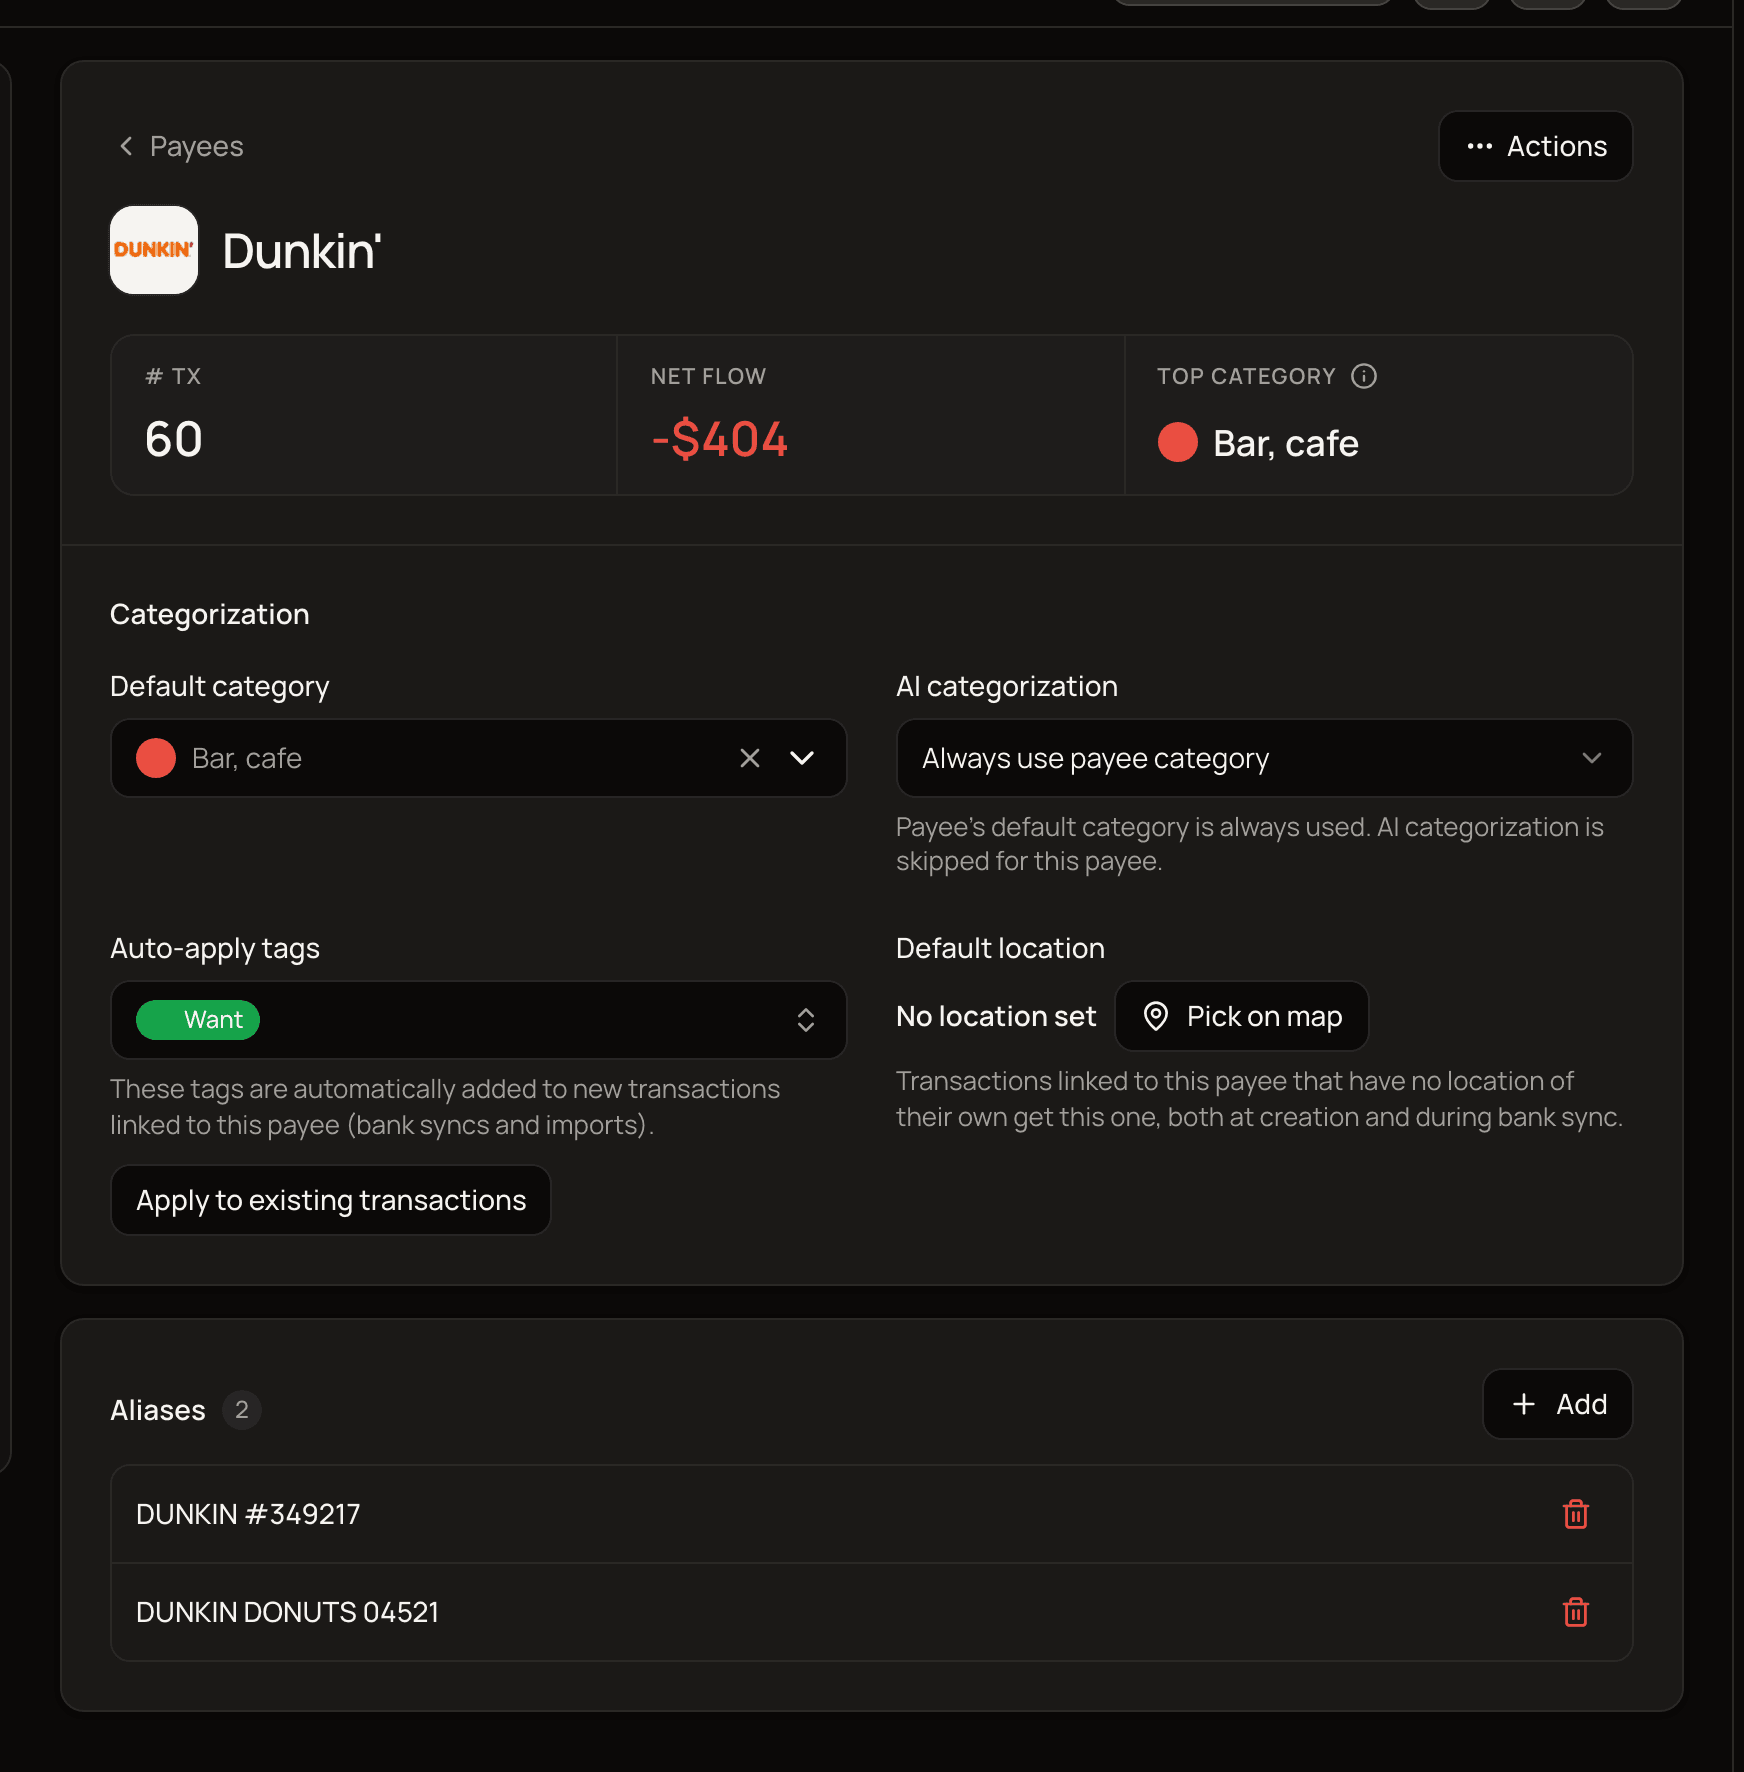 Payees
Actions
DUNKIN'
Dunkin'
# TX
NET FLOW
TOP CATEGORY
60
-$404
Bar, cafe
Categorization
Default category
AI categorization
Bar, cafe
Always use payee category
Payee's default category is always used. AI categorization is
skipped for this payee.
Auto-apply tags
Default location
Want
No location set
Pick on map
These tags are automatically added to new transactions
linked to this payee (bank syncs and imports).
Transactions linked to this payee that have no location of
their own get this one, both at creation and during bank sync.
Apply to existing transactions
Aliases 2
Add
DUNKIN #349217
DUNKIN DONUTS 04521